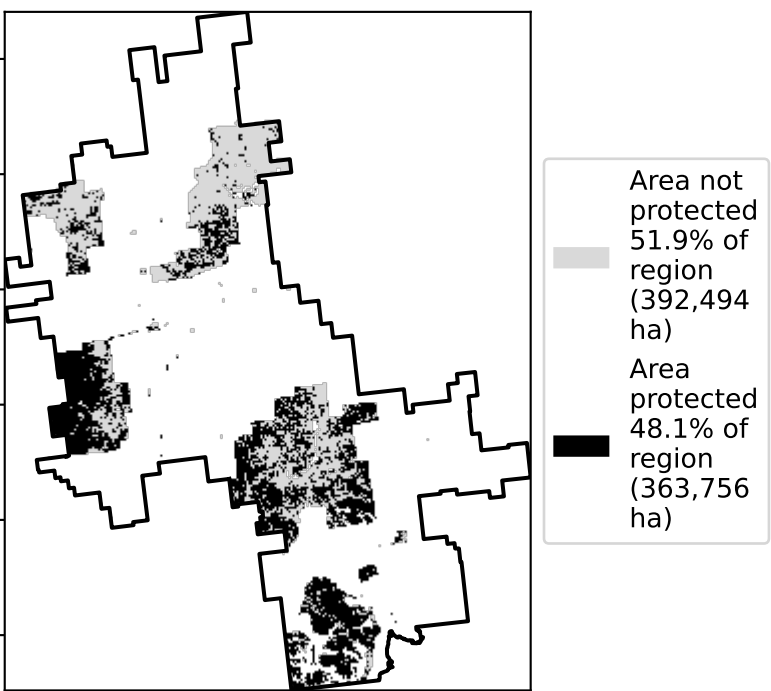 Area not
protected
51.9% of
region
(392,494
ha)
Area
protected
48.1% of
region
(363,756
ha)